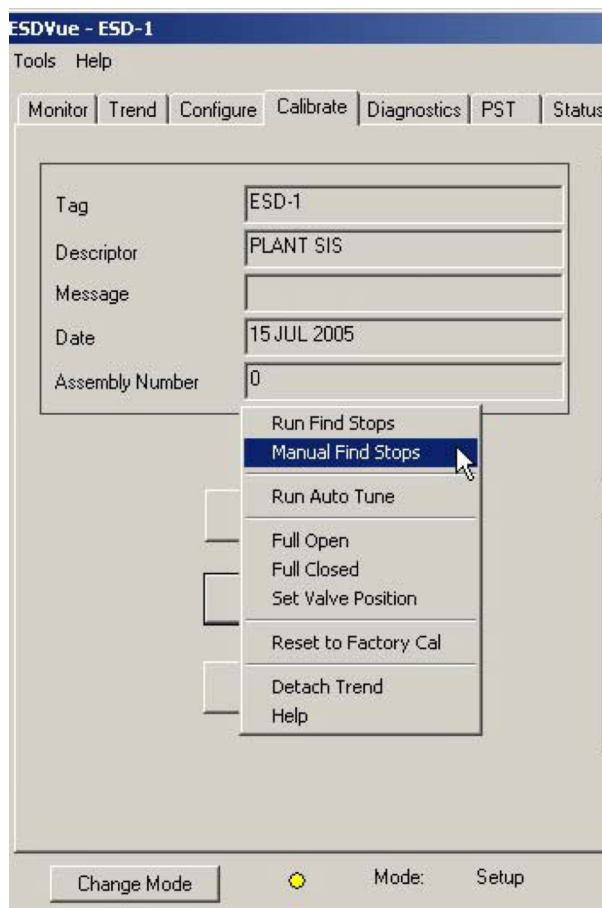 ESDVue - ESD-1
Tools Help
Monitor Trend Configure Calibrate Diagnostics PST Status
Tag ESD-1
Descriptor PLANT SIS
Message
Date 15 JUL 2005
Assembly Number 0
Run Find Stops
Manual Find Stops
Run Auto Tune
Full Open
Full Closed
Set Valve Position
Reset to Factory Cal
Detach Trend
Help
Change Mode Mode: Setup